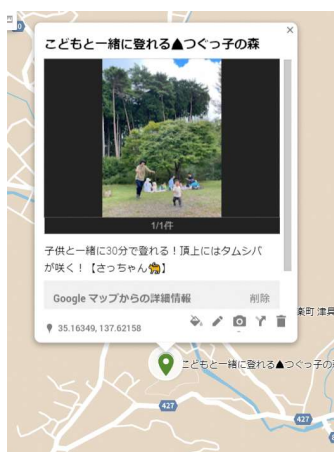 こどもと一緒に登れる▲つぐっ子の森
1/1件
子供と一緒に30分で登れる！頂上にはタムシバ
が咲く！【さっちゃん🐅】
Google マップからの詳細情報 削除
35.16349, 137.62158
楽町 津具
こどもと一緒に登れる▲つぐっ子の森
427
427